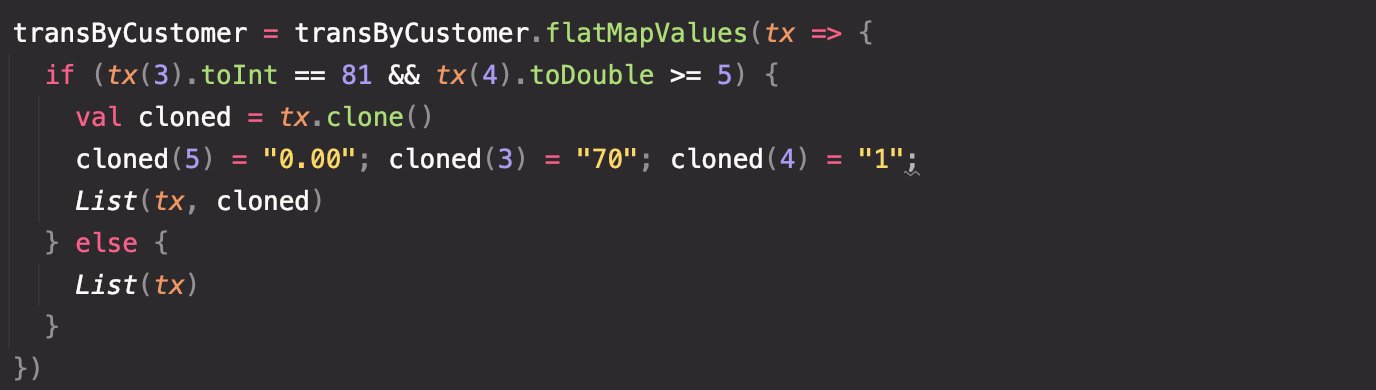 transByCustomer = transByCustomer.flatMapValues(tx => {
  if (tx(3).toInt == 81 && tx(4).toDouble >= 5) {
    val cloned = tx.clone()
    cloned(5) = "0.00"; cloned(3) = "70"; cloned(4) = "1";
    List(tx, cloned)
  } else {
    List(tx)
  }
})